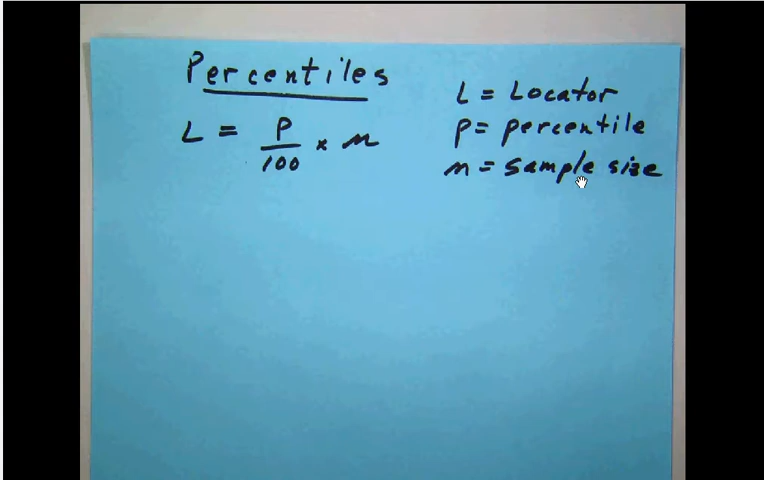 Percentiles
L = P/100 × n
L = Locator
P = percentile
n = sample size